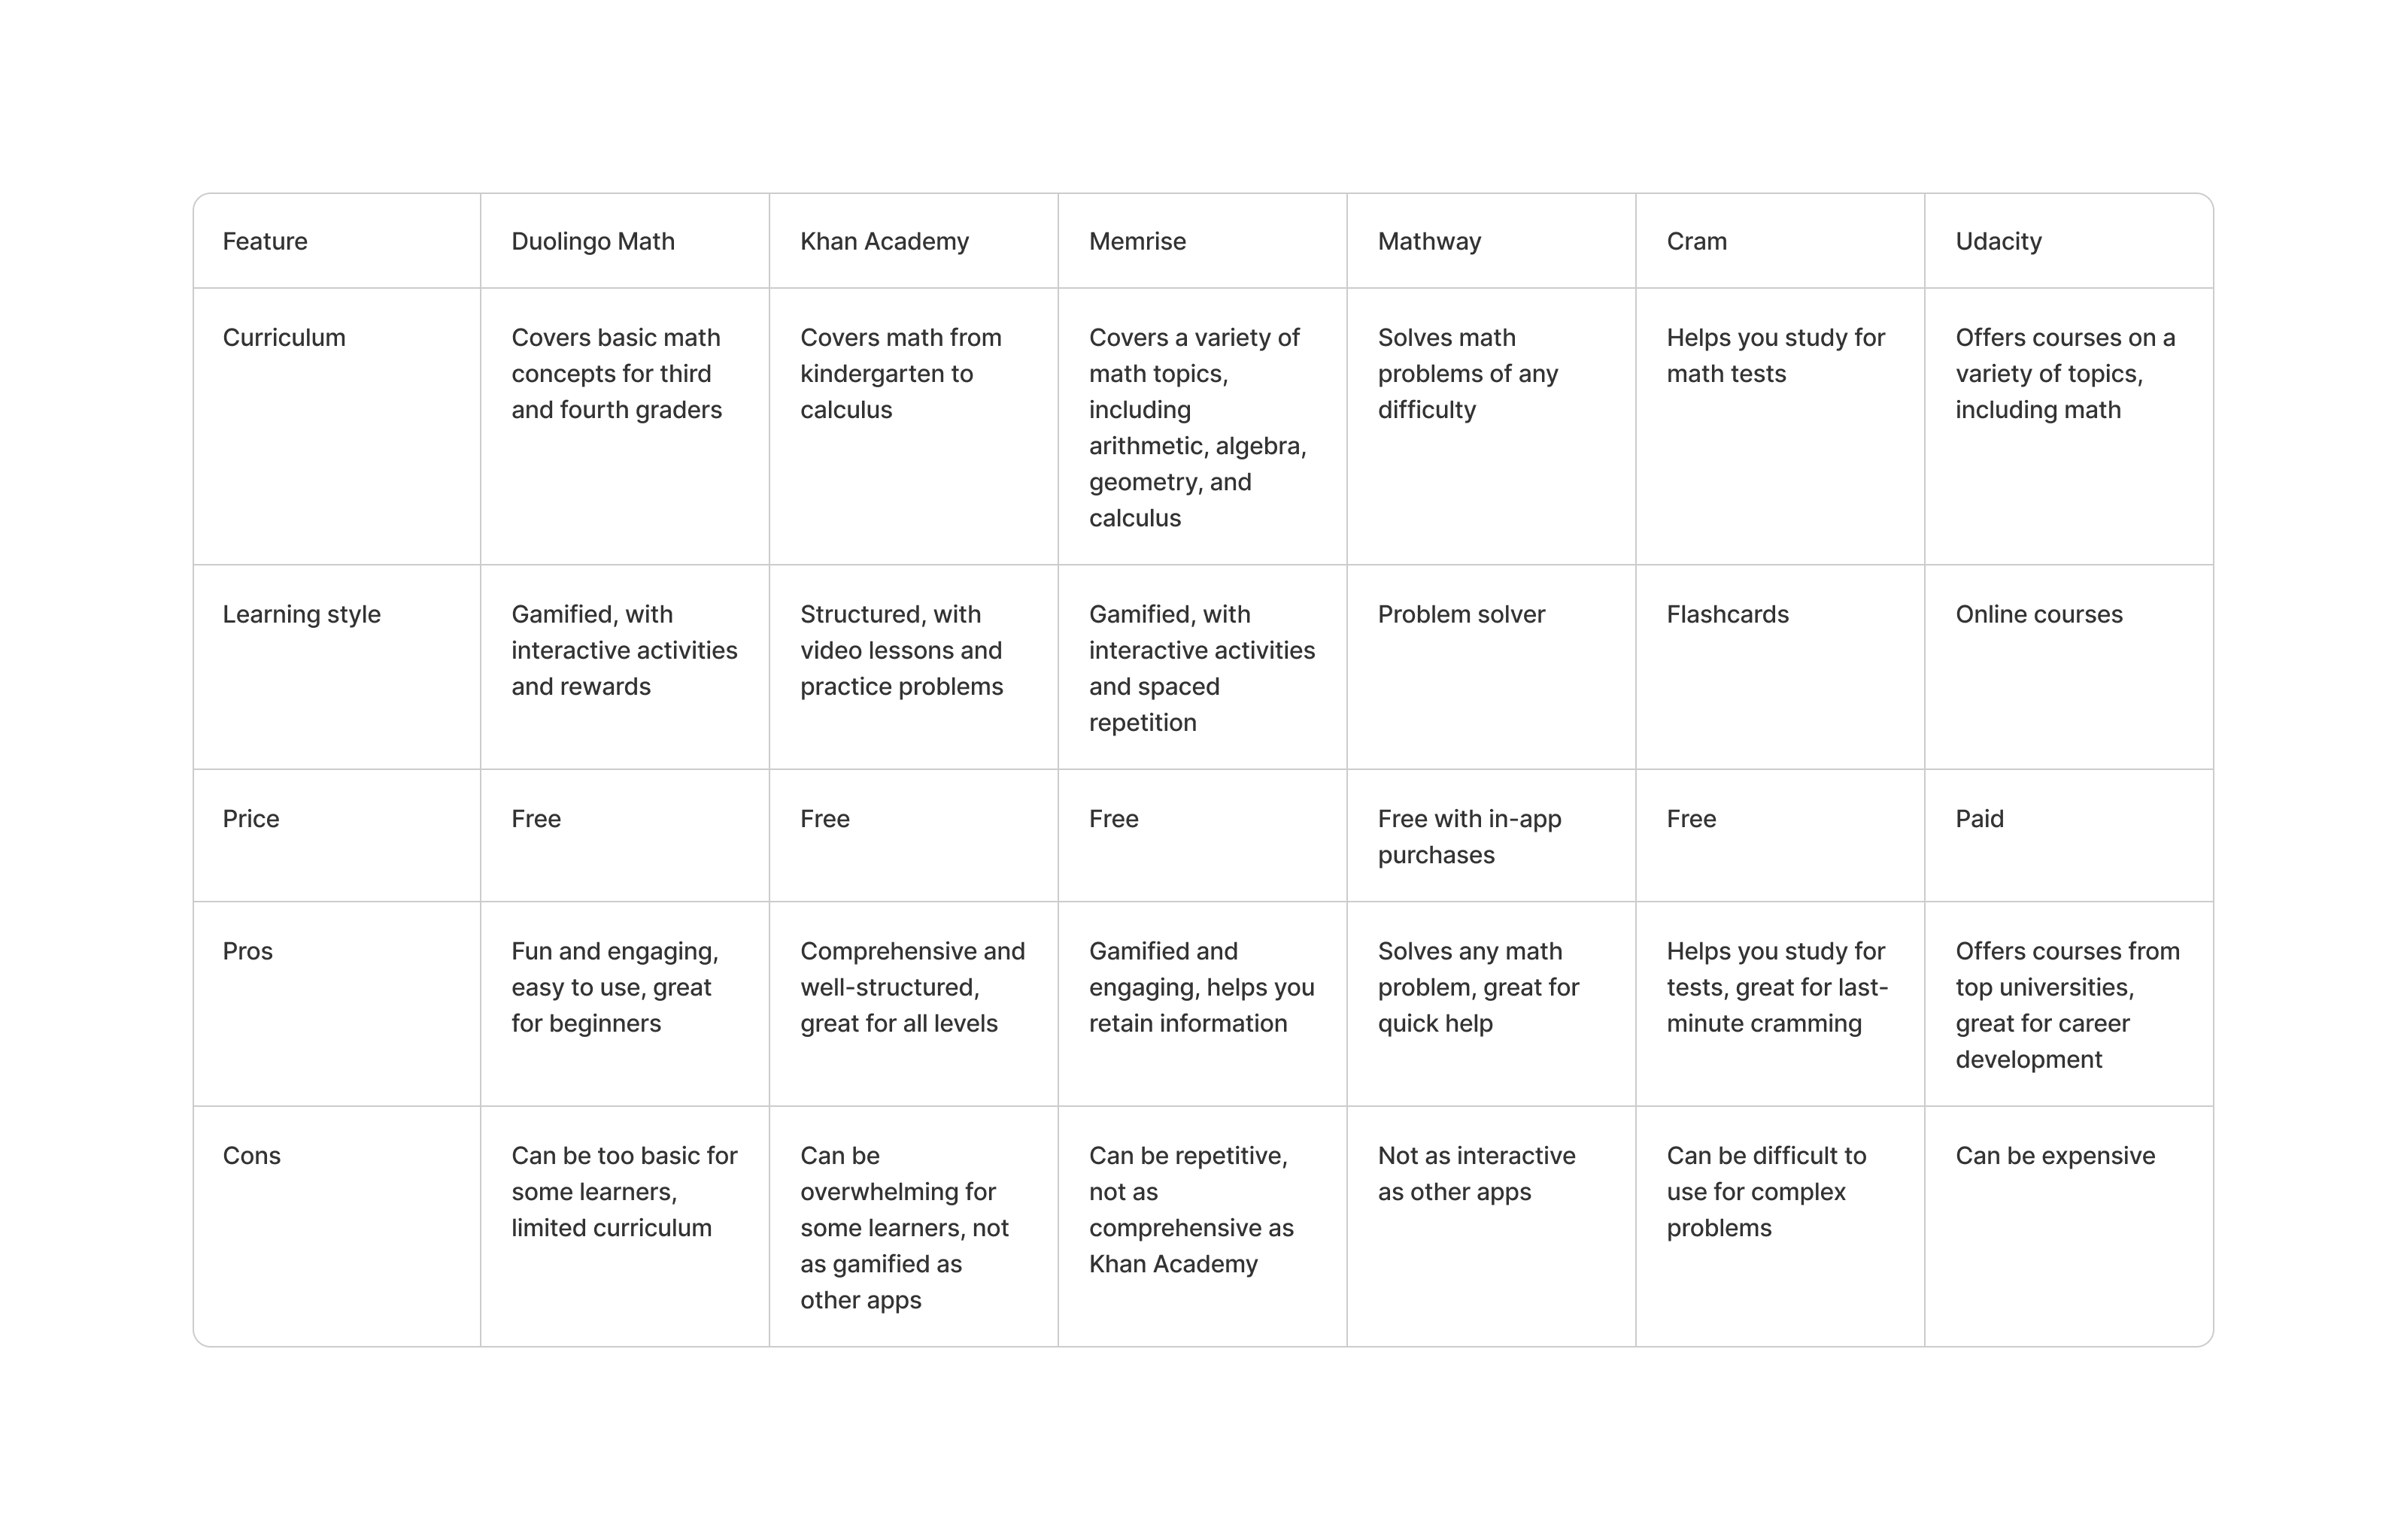 Feature
Duolingo Math
Khan Academy
Memrise
Mathway
Cram
Udacity
Curriculum
Covers basic math
concepts for third
and fourth graders
Covers math from
kindergarten to
calculus
Covers a variety of
math topics,
including
arithmetic, algebra,
geometry, and
calculus
Solves math
problems of any
difficulty
Helps you study for
math tests
Offers courses on a
variety of topics,
including math
Learning style
Gamified, with
interactive activities
and rewards
Structured, with
video lessons and
practice problems
Gamified, with
interactive activities
and spaced
repetition
Problem solver
Flashcards
Online courses
Price
Free
Free
Free
Free with in-app
purchases
Free
Paid
Pros
Fun and engaging,
easy to use, great
for beginners
Comprehensive and
well-structured,
great for all levels
Gamified and
engaging, helps you
retain information
Solves any math
problem, great for
quick help
Helps you study for
tests, great for last-
minute cramming
Offers courses from
top universities,
great for career
development
Cons
Can be too basic for
some learners,
limited curriculum
Can be
overwhelming for
some learners, not
as gamified as
other apps
Can be repetitive,
not as
comprehensive as
Khan Academy
Not as interactive
as other apps
Can be difficult to
use for complex
problems
Can be expensive